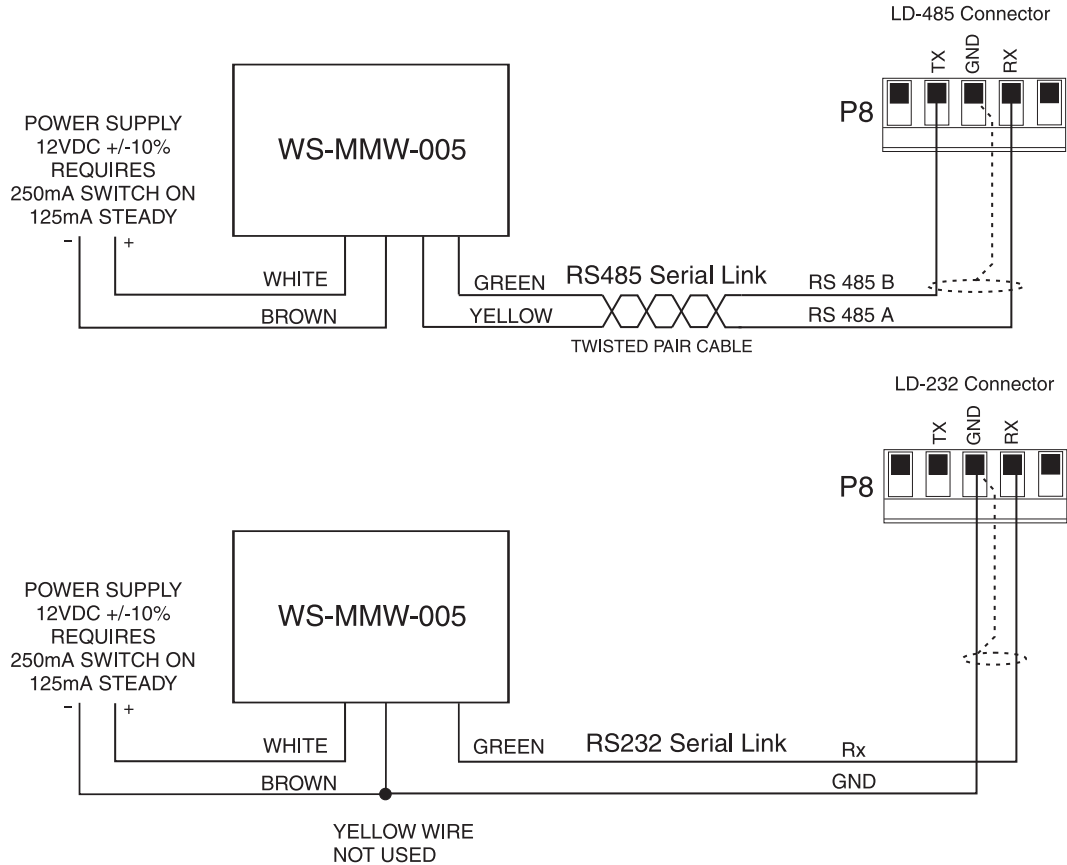 LD-485 Connector
TX
GND
RX
P8
POWER SUPPLY
12VDC +/-10%
REQUIRES
250mA SWITCH ON
125mA STEADY
- +
WS-MMW-005
WHITE
BROWN
GREEN
YELLOW
RS485 Serial Link
TWISTED PAIR CABLE
RS 485 B
RS 485 A
LD-232 Connector
TX
GND
RX
P8
POWER SUPPLY
12VDC +/-10%
REQUIRES
250mA SWITCH ON
125mA STEADY
- +
WS-MMW-005
WHITE
BROWN
GREEN
RS232 Serial Link
Rx
GND
YELLOW WIRE
NOT USED